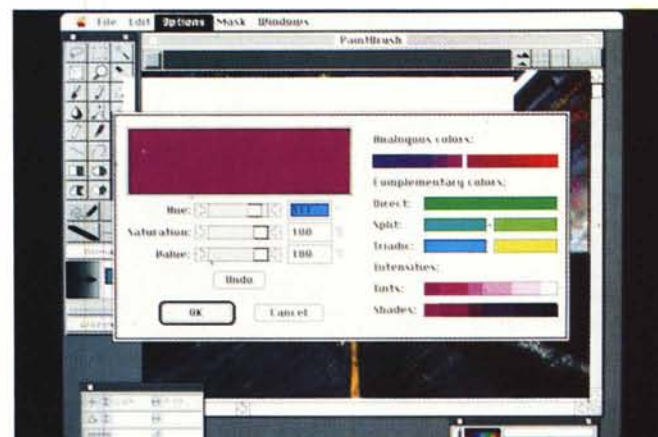 File Edit Options Mask Windows
PaintBrush
Analogous colors:
Complementary colors:
Hue:
Direct:
Saturation: 100
Split:
Value: 100
Triadic:
Undo
Intensities:
Tints:
OK Cancel
Shades: